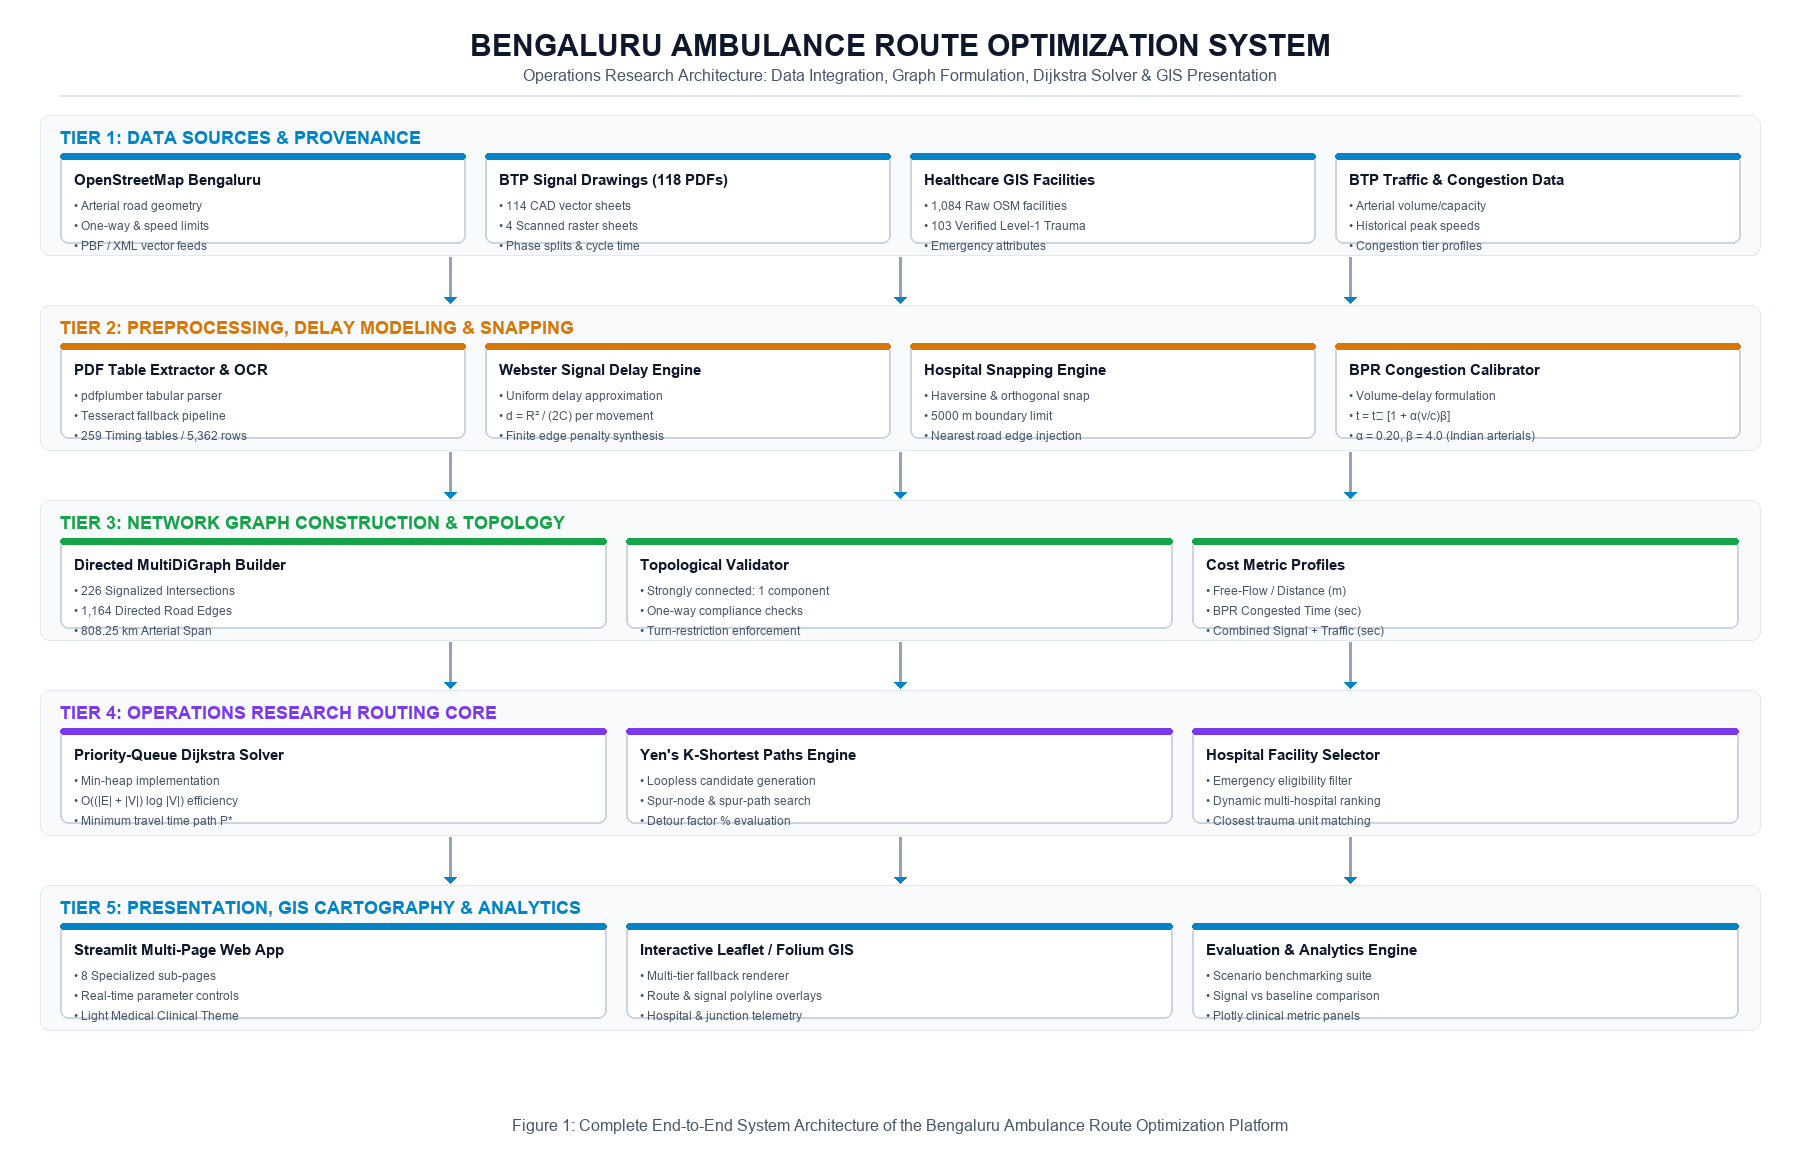 BENGALURU AMBULANCE ROUTE OPTIMIZATION SYSTEM
Operations Research Architecture: Data Integration, Graph Formulation, Dijkstra Solver & GIS Presentation
TIER 1: DATA SOURCES & PROVENANCE
OpenStreetMap Bengaluru
• Arterial road geometry
• One-way & speed limits
• PBF / XML vector feeds
BTP Signal Drawings (118 PDFs)
• 114 CAD vector sheets
• 4 Scanned raster sheets
• Phase splits & cycle time
Healthcare GIS Facilities
• 1,084 Raw OSM facilities
• 103 Verified Level-1 Trauma
• Emergency attributes
BTP Traffic & Congestion Data
• Arterial volume/capacity
• Historical peak speeds
• Congestion tier profiles
TIER 2: PREPROCESSING, DELAY MODELING & SNAPPING
PDF Table Extractor & OCR
• pdfplumber tabular parser
• Tesseract fallback pipeline
• 259 Timing tables / 5,362 rows
Webster Signal Delay Engine
• Uniform delay approximation
• d = R² / (2C) per movement
• Finite edge penalty synthesis
Hospital Snapping Engine
• Haversine & orthogonal snap
• 5000 m boundary limit
• Nearest road edge injection
BPR Congestion Calibrator
• Volume-delay formulation
• t = t□ [1 + α(v/c)β]
• α = 0.20, β = 4.0 (Indian arterials)
TIER 3: NETWORK GRAPH CONSTRUCTION & TOPOLOGY
Directed MultiDiGraph Builder
• 226 Signalized Intersections
• 1,164 Directed Road Edges
• 808.25 km Arterial Span
Topological Validator
• Strongly connected: 1 component
• One-way compliance checks
• Turn-restriction enforcement
Cost Metric Profiles
• Free-Flow / Distance (m)
• BPR Congested Time (sec)
• Combined Signal + Traffic (sec)
TIER 4: OPERATIONS RESEARCH ROUTING CORE
Priority-Queue Dijkstra Solver
• Min-heap implementation
• O((|E| + |V|) log |V|) efficiency
• Minimum travel time path P*
Yen's K-Shortest Paths Engine
• Loopless candidate generation
• Spur-node & spur-path search
• Detour factor % evaluation
Hospital Facility Selector
• Emergency eligibility filter
• Dynamic multi-hospital ranking
• Closest trauma unit matching
TIER 5: PRESENTATION, GIS CARTOGRAPHY & ANALYTICS
Streamlit Multi-Page Web App
• 8 Specialized sub-pages
• Real-time parameter controls
• Light Medical Clinical Theme
Interactive Leaflet / Folium GIS
• Multi-tier fallback renderer
• Route & signal polyline overlays
• Hospital & junction telemetry
Evaluation & Analytics Engine
• Scenario benchmarking suite
• Signal vs baseline comparison
• Plotly clinical metric panels
Figure 1: Complete End-to-End System Architecture of the Bengaluru Ambulance Route Optimization Platform